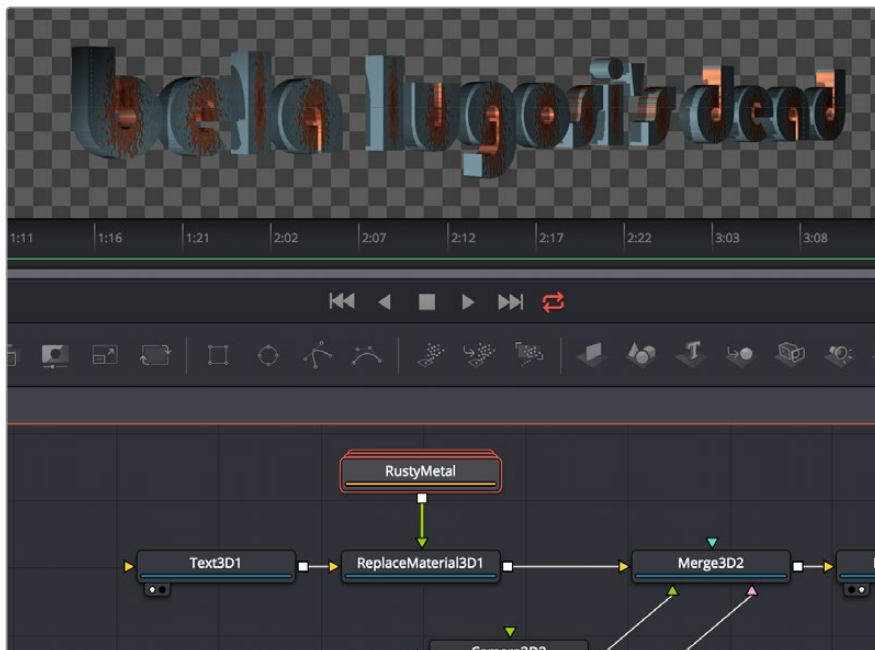 bela lugosi's dead
1:11 1:16 1:21 2:02 2:07 2:12 2:17 2:22 3:03 3:08
T
RustyMetal
Text3D1 ReplaceMaterial3D1 Merge3D2